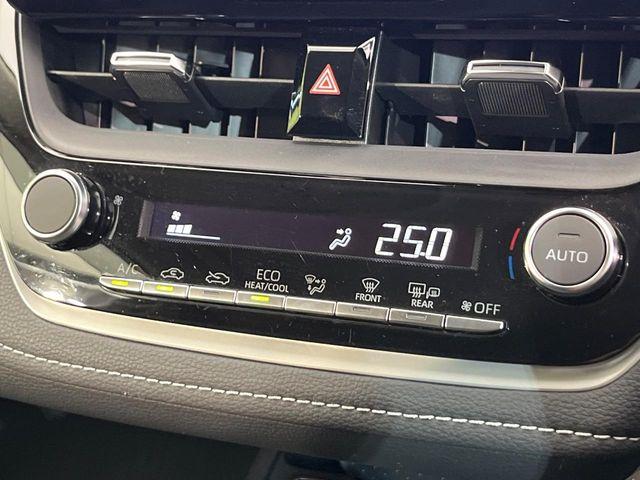 25.0
AUTO
A/C
ECO
HEAT/COOL
FRONT
REAR
OFF